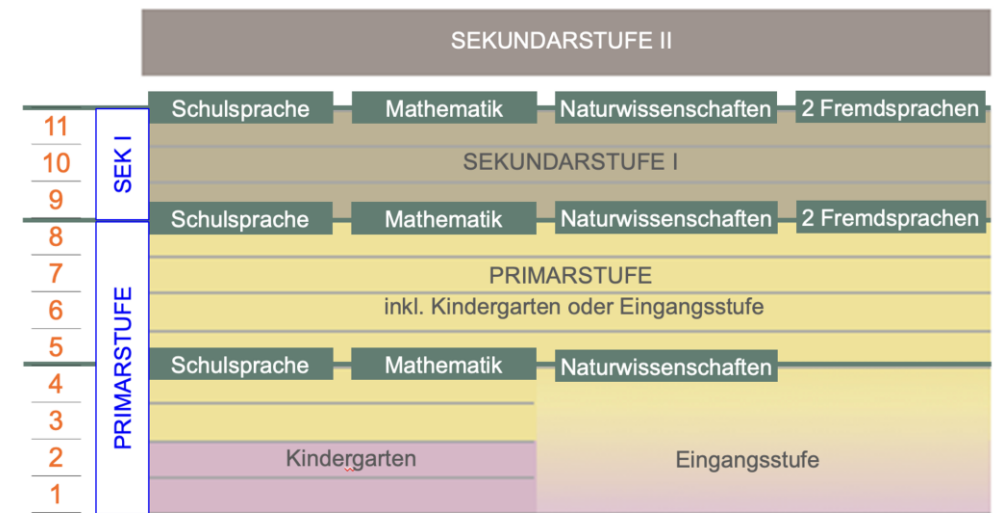 SEKUNDARSTUFE II
Schulsprache Mathematik Naturwissenschaften 2 Fremdsprachen
11
10 SEK I SEKUNDARSTUFE I
9
Schulsprache Mathematik Naturwissenschaften 2 Fremdsprachen
8
7 PRIMARSTUFE
6 PRIMARSTUFE inkl. Kindergarten oder Eingangsstufe
5
Schulsprache Mathematik Naturwissenschaften
4
3
2 Kindergarten Eingangsstufe
1